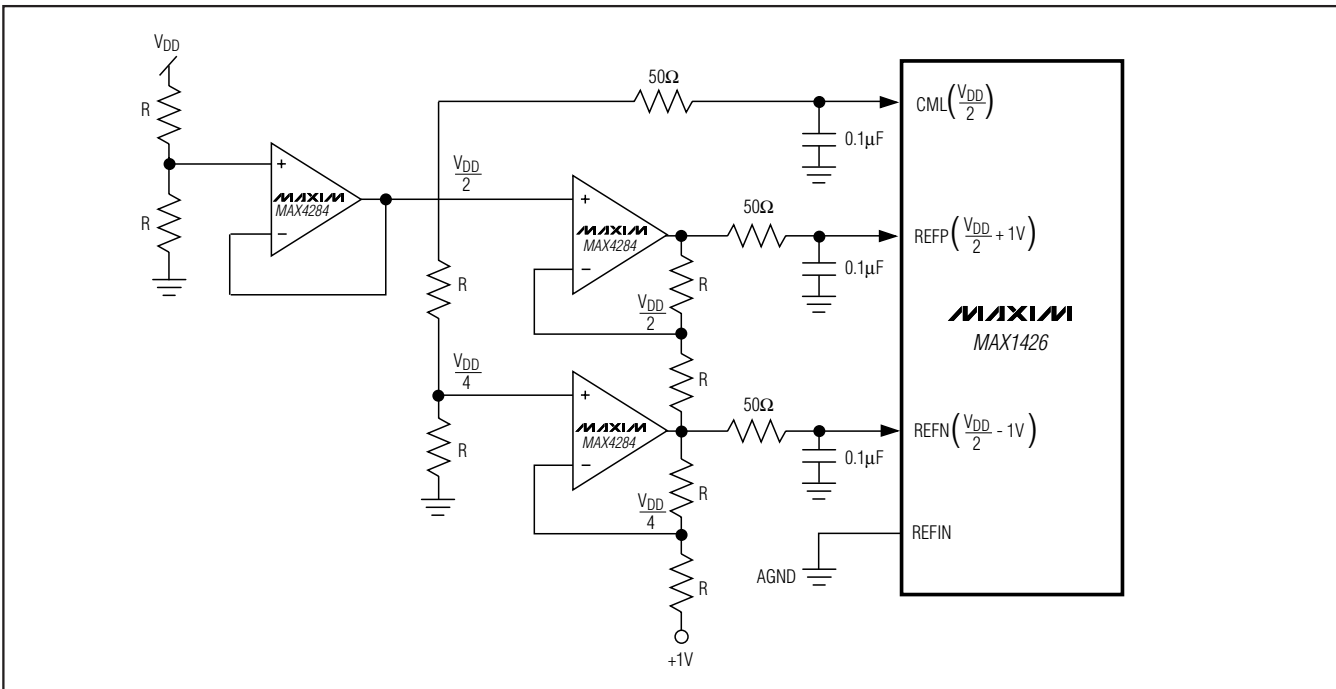 VDD
R
R
+
MAXIM
MAX4284
−
VDD
2
50Ω
0.1µF
CML(VDD
2)
+
MAXIM
MAX4284
−
R
VDD
2
R
50Ω
0.1µF
REFP(VDD
2 + 1V)
R
VDD
4
R
+
MAXIM
MAX4284
−
R
VDD
4
R
+1V
50Ω
0.1µF
REFN(VDD
2 - 1V)
MAXIM
MAX1426
REFIN
AGND